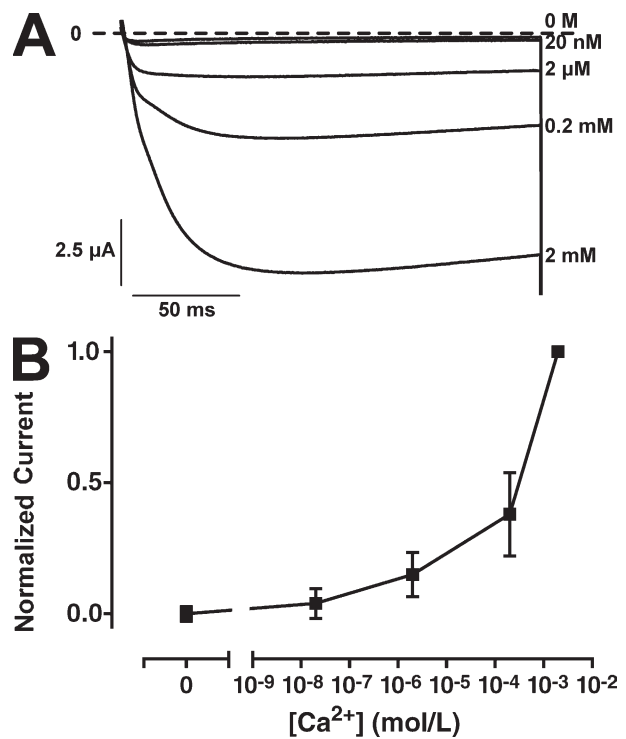 A
0
0 M
20 nM
2 µM
0.2 mM
2.5 µA
2 mM
50 ms
B
Normalized Current
1.0
0.5
0.0
0 10⁻⁹ 10⁻⁸ 10⁻⁷ 10⁻⁶ 10⁻⁵ 10⁻⁴ 10⁻³ 10⁻²
[Ca²⁺] (mol/L)